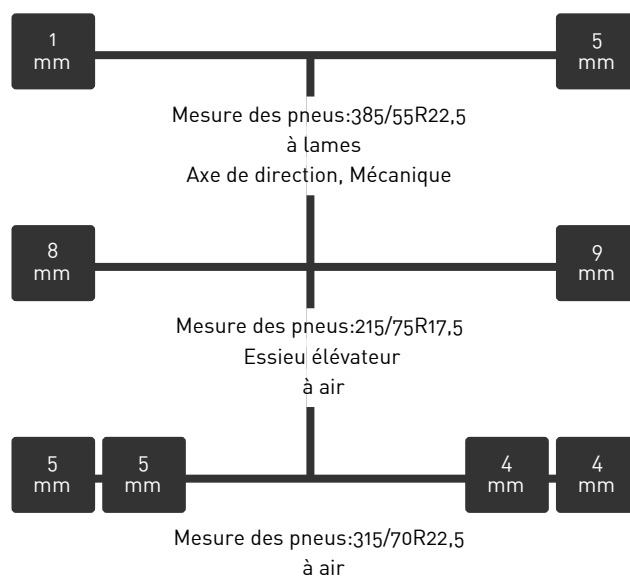 1 5
mm mm
Mesure des pneus:385/55R22,5
à lames
Axe de direction, Mécanique
8 9
mm mm
Mesure des pneus:215/75R17,5
Essieu élévateur
à air
5 5 4 4
mm mm mm mm
Mesure des pneus:315/70R22,5
à air